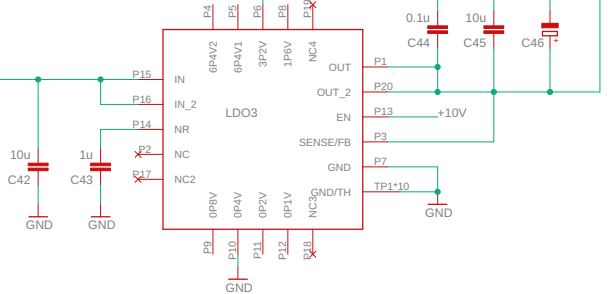 P4
P5
P6
P8
P19
6P4V2
6P4V1
3P2V
1P6V
NC4
0.1u
C44
10u
C45
C46
+
P15
IN
OUT
P1
P16
IN_2
OUT_2
P20
LDO3
EN
P13
+10V
P14
NR
SENSE/FB
P3
P2
NC
GND
P7
P17
NC2
GND/TH
TP1*10
10u
C42
1u
C43
GND
GND
GND
0P8V
0P4V
0P2V
0P1V
NC3
P9
P10
P11
P12
P18
GND